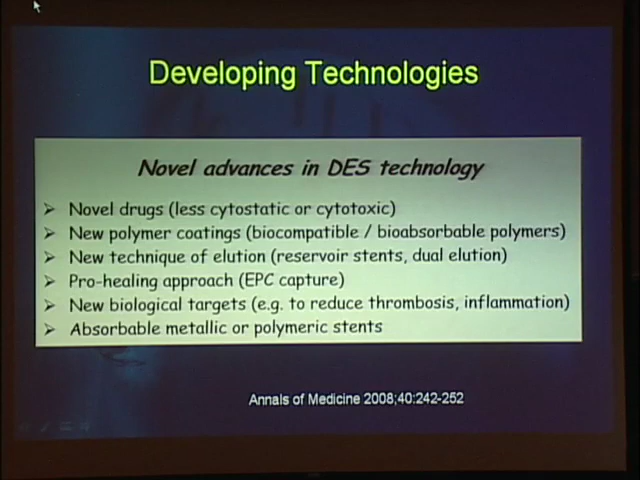 Developing Technologies
Novel advances in DES technology
➢ Novel drugs (less cytostatic or cytotoxic)
➢ New polymer coatings (biocompatible / bioabsorbable polymers)
➢ New technique of elution (reservoir stents, dual elution)
➢ Pro-healing approach (EPC capture)
➢ New biological targets (e.g. to reduce thrombosis, inflammation)
➢ Absorbable metallic or polymeric stents
Annals of Medicine 2008;40:242-252